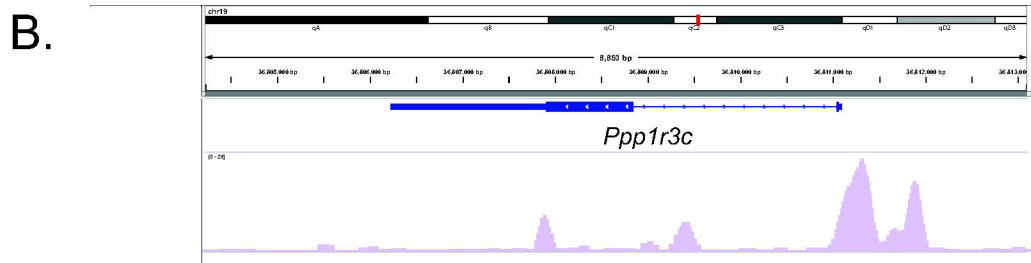 B.
chr19
qA qB qC1 qC2 qC3 qD1 qD2 qD3
8,860 bp
36,805,000 bp 36,806,000 bp 36,807,000 bp 36,808,000 bp 36,809,000 bp 36,810,000 bp 36,811,000 bp 36,812,000 bp 36,813,000
Ppp1r3c
[0 - 28]